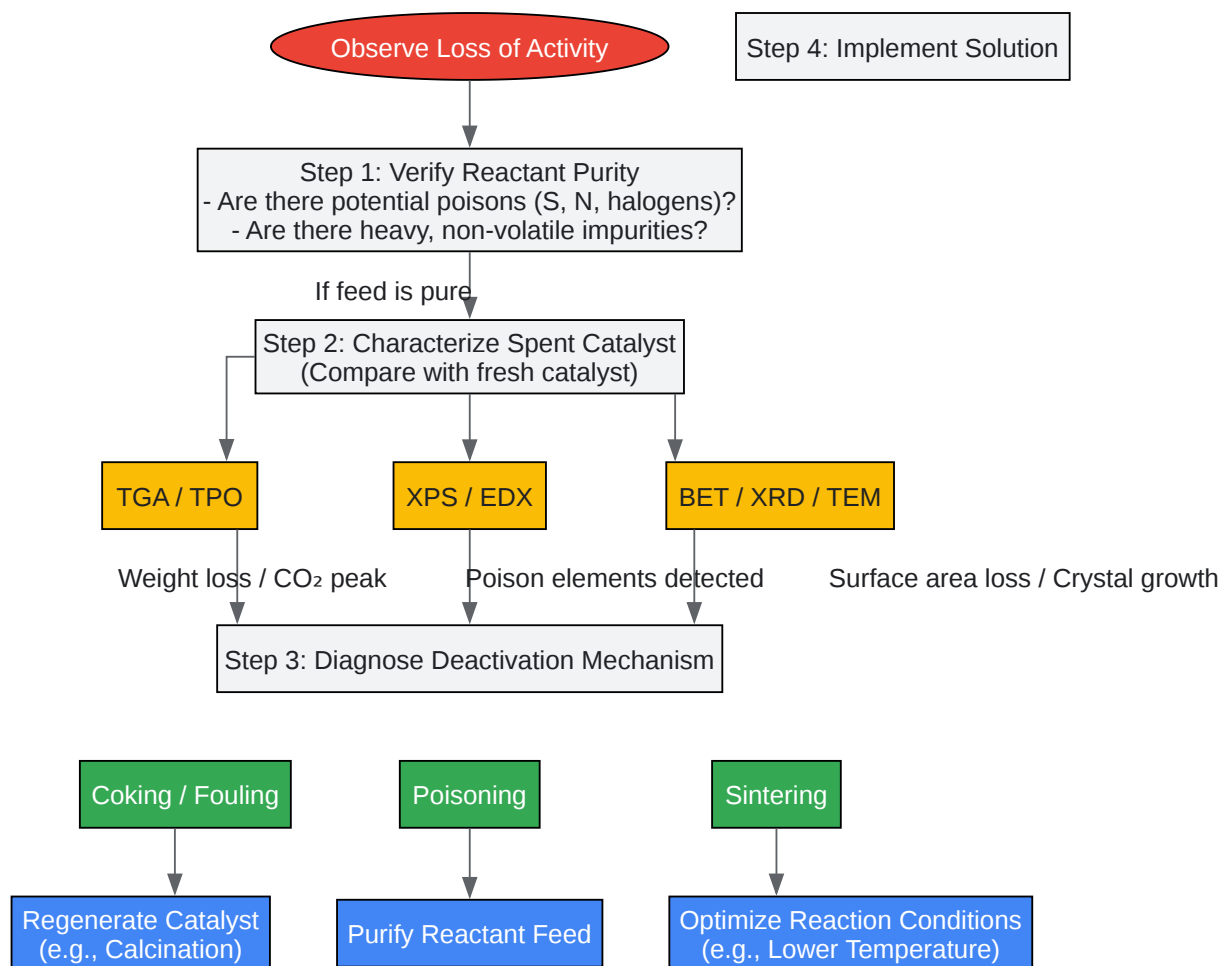 Observe Loss of Activity
Step 4: Implement Solution
Step 1: Verify Reactant Purity
- Are there potential poisons (S, N, halogens)?
- Are there heavy, non-volatile impurities?
If feed is pure
Step 2: Characterize Spent Catalyst
(Compare with fresh catalyst)
TGA / TPO
XPS / EDX
BET / XRD / TEM
Weight loss / CO₂ peak
Poison elements detected
Surface area loss / Crystal growth
Step 3: Diagnose Deactivation Mechanism
Coking / Fouling
Poisoning
Sintering
Regenerate Catalyst
(e.g., Calcination)
Purify Reactant Feed
Optimize Reaction Conditions
(e.g., Lower Temperature)